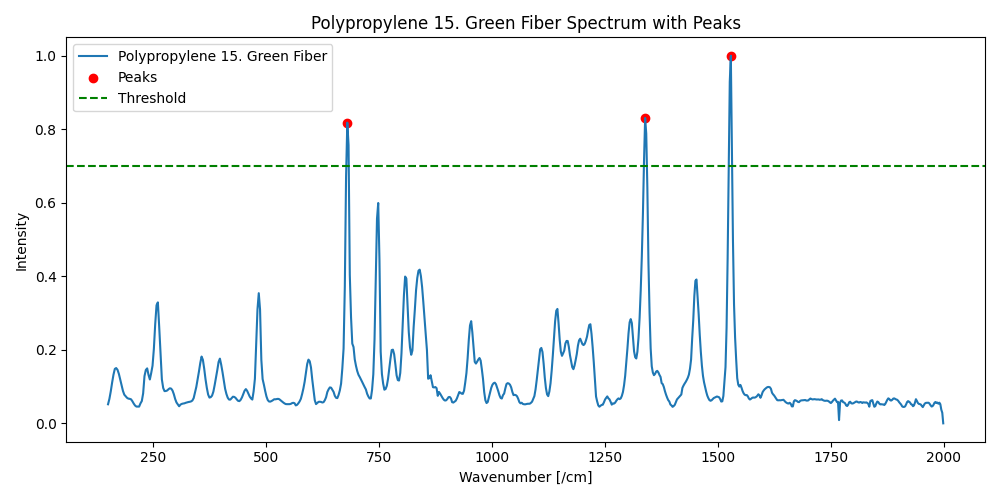 Polypropylene 15. Green Fiber Spectrum with Peaks
Polypropylene 15. Green Fiber
Peaks
Threshold
1.0
0.8
0.6
0.4
0.2
0.0
Intensity
250 500 750 1000 1250 1500 1750 2000
Wavenumber [/cm]